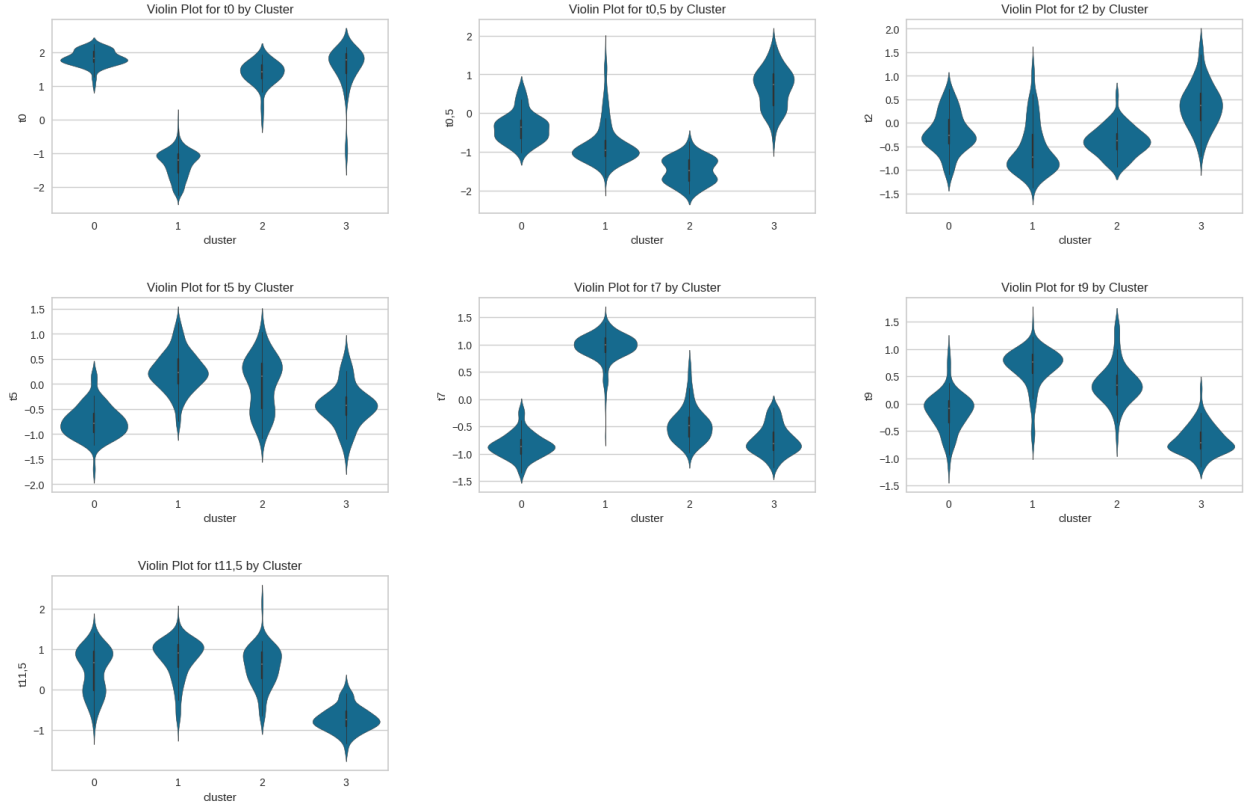 Violin Plot for t0 by Cluster
t0
2
1
0
−1
−2
0 1 2 3
cluster
Violin Plot for t0,5 by Cluster
t0,5
2
1
0
−1
−2
0 1 2 3
cluster
Violin Plot for t2 by Cluster
t2
2.0
1.5
1.0
0.5
0.0
−0.5
−1.0
−1.5
0 1 2 3
cluster
Violin Plot for t5 by Cluster
t5
1.5
1.0
0.5
0.0
−0.5
−1.0
−1.5
−2.0
0 1 2 3
cluster
Violin Plot for t7 by Cluster
t7
1.5
1.0
0.5
0.0
−0.5
−1.0
−1.5
0 1 2 3
cluster
Violin Plot for t9 by Cluster
t9
1.5
1.0
0.5
0.0
−0.5
−1.0
−1.5
0 1 2 3
cluster
Violin Plot for t11,5 by Cluster
t11,5
2
1
0
−1
0 1 2 3
cluster